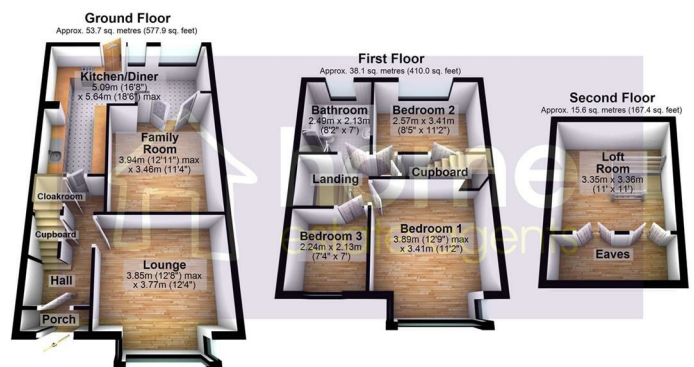 Ground Floor
Approx. 53.7 sq. metres (577.9 sq. feet)
Kitchen/Diner
5.09m (16'8")
x 5.64m (18'6") max
Family
Room
3.94m (12'11") max
x 3.46m (11'4")
Cloakroom
Cupboard
Hall
Lounge
3.85m (12'8") max
x 3.77m (12'4")
Porch
First Floor
Approx. 38.1 sq. metres (410.0 sq. feet)
Bathroom
2.49m x 2.13m
(8'2" x 7')
Bedroom 2
2.57m x 3.41m
(8'5" x 11'2")
Landing
Cupboard
Bedroom 3
2.24m x 2.13m
(7'4" x 7')
Bedroom 1
3.89m (12'9") max
x 3.41m (11'2")
Second Floor
Approx. 15.6 sq. metres (167.4 sq. feet)
Loft
Room
3.35m x 3.36m
(11' x 11')
Eaves
home
estate agents